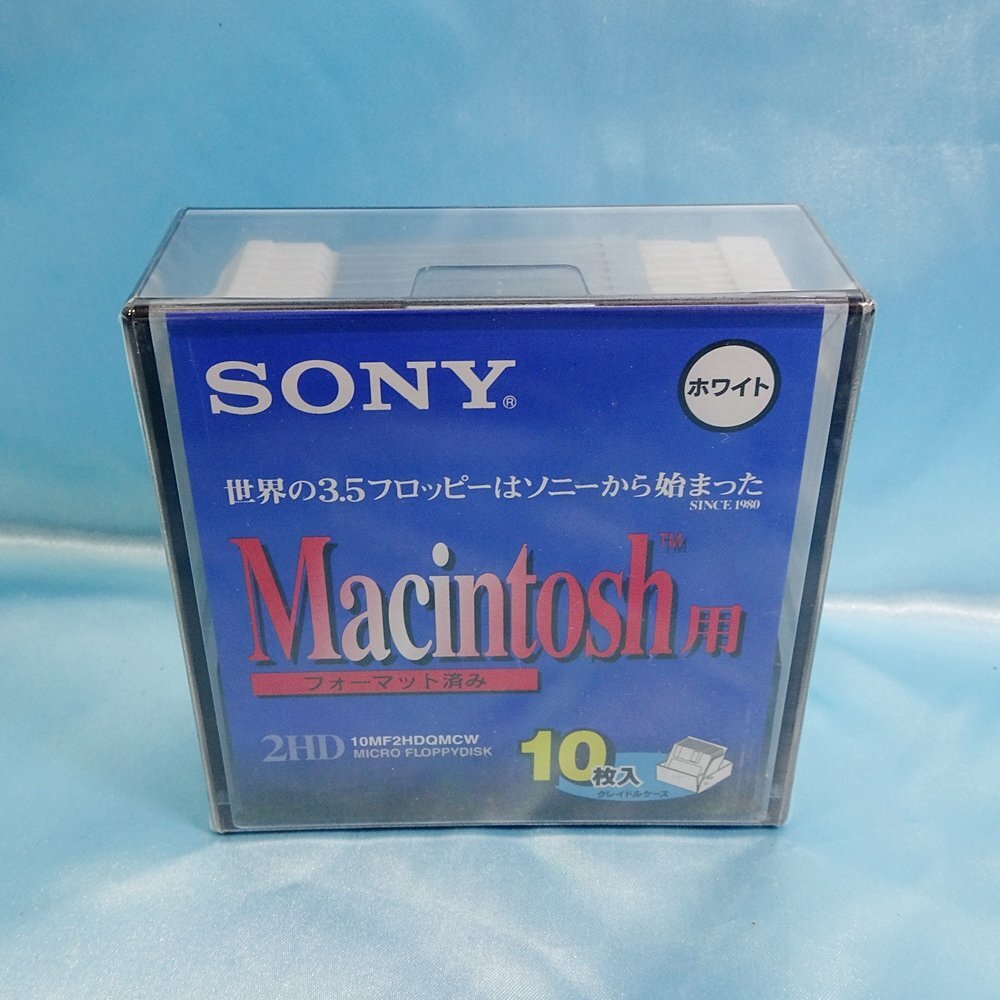 SONY®
ホワイト
世界の3.5フロッピーはソニーから始まった
SINCE 1980
Macintosh™用
フォーマット済み
2HD 10MF2HDQMCW
MICRO FLOPPYDISK
10枚入
クレイドルケース